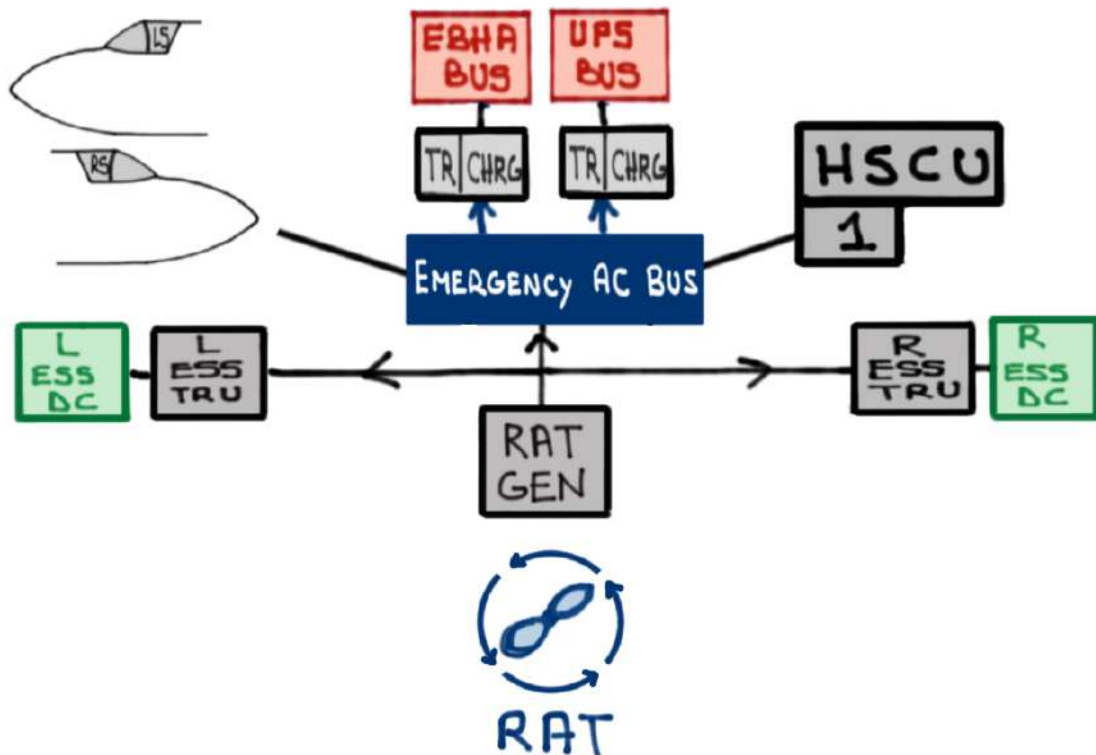 LS
RS
EBHA
BUS
UPS
BUS
TR CHRG
TR CHRG
HSCU
1
EMERGENCY AC BUS
L
ESS
DC
L
ESS
TRU
R
ESS
TRU
R
ESS
DC
RAT
GEN
RAT